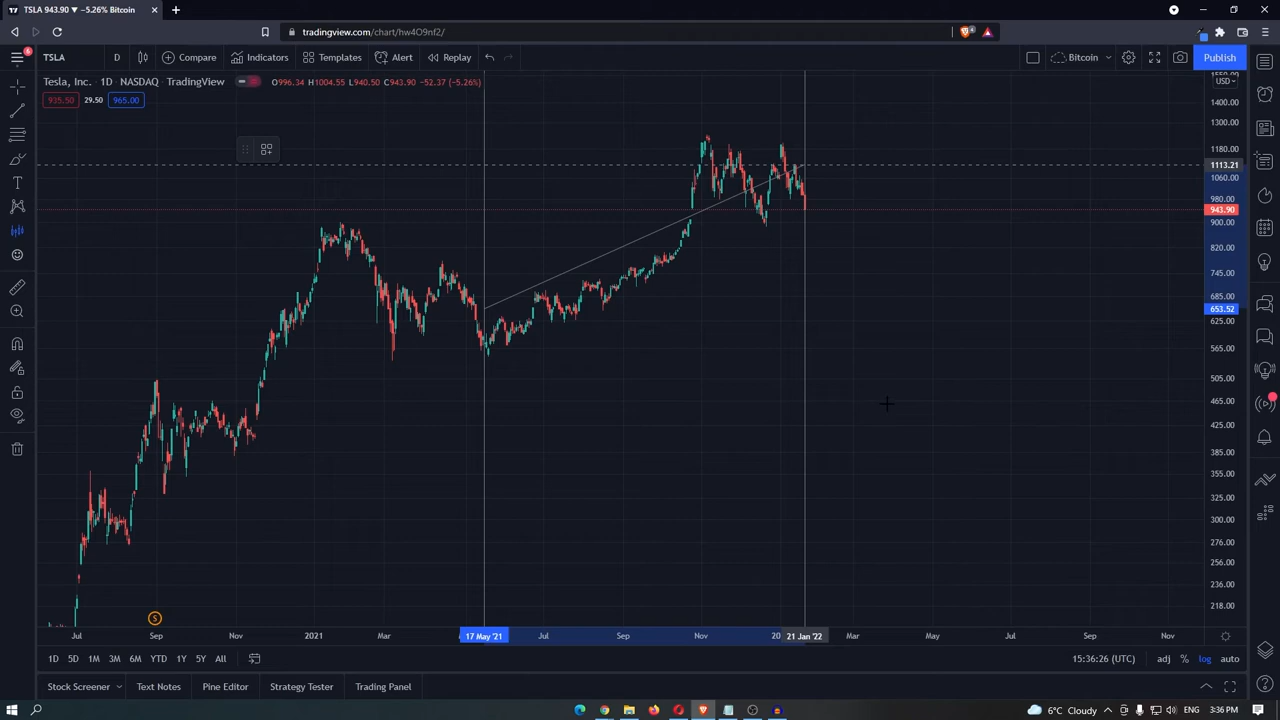 TSLA 943.90 ▼ −5.26% Bitcoin
tradingview.com/chart/hw4O9nf2/
TSLA D Compare Indicators Templates Alert Replay Bitcoin Publish
Tesla, Inc. · 1D · NASDAQ · TradingView O996.34 H1004.55 L940.50 C943.90 −52.37 (−5.26%)
USD
935.50 29.50 965.00
1400.00
1300.00
1180.00
1113.21
1060.00
980.00
943.90
900.00
820.00
745.00
685.00
653.52
625.00
565.00
505.00
465.00
425.00
385.00
355.00
325.00
300.00
276.00
256.00
236.00
218.00
S
Jul Sep Nov 2021 Mar 17 May '21 Jul Sep Nov 20 21 Jan '22 Mar May Jul Sep Nov
1D 5D 1M 3M 6M YTD 1Y 5Y All 15:36:26 (UTC) adj % log auto
Stock Screener Text Notes Pine Editor Strategy Tester Trading Panel
6°C Cloudy ENG 3:36 PM